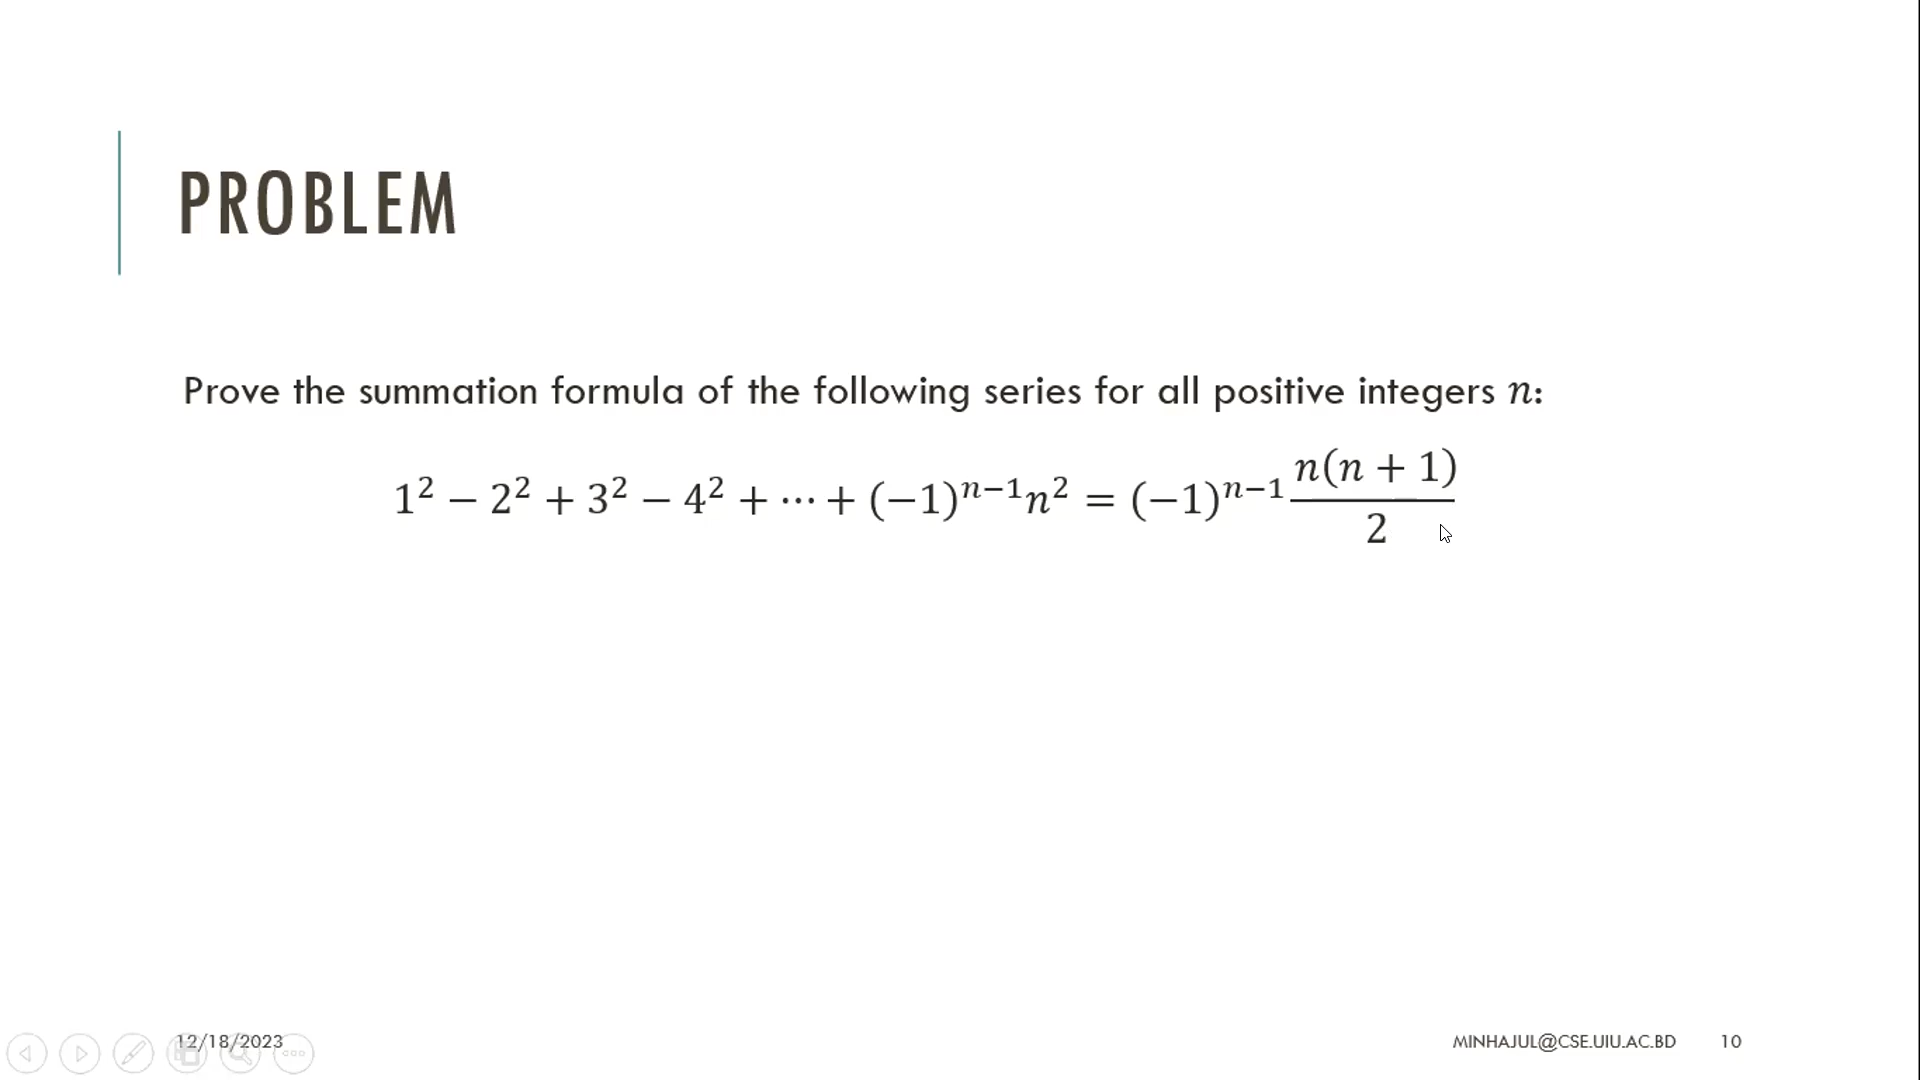 PROBLEM
Prove the summation formula of the following series for all positive integers n:
1² − 2² + 3² − 4² + ⋯ + (−1)ⁿ⁻¹n² = (−1)ⁿ⁻¹ n(n + 1)/2
12/18/2023
MINHAJUL@CSE.UIU.AC.BD 10